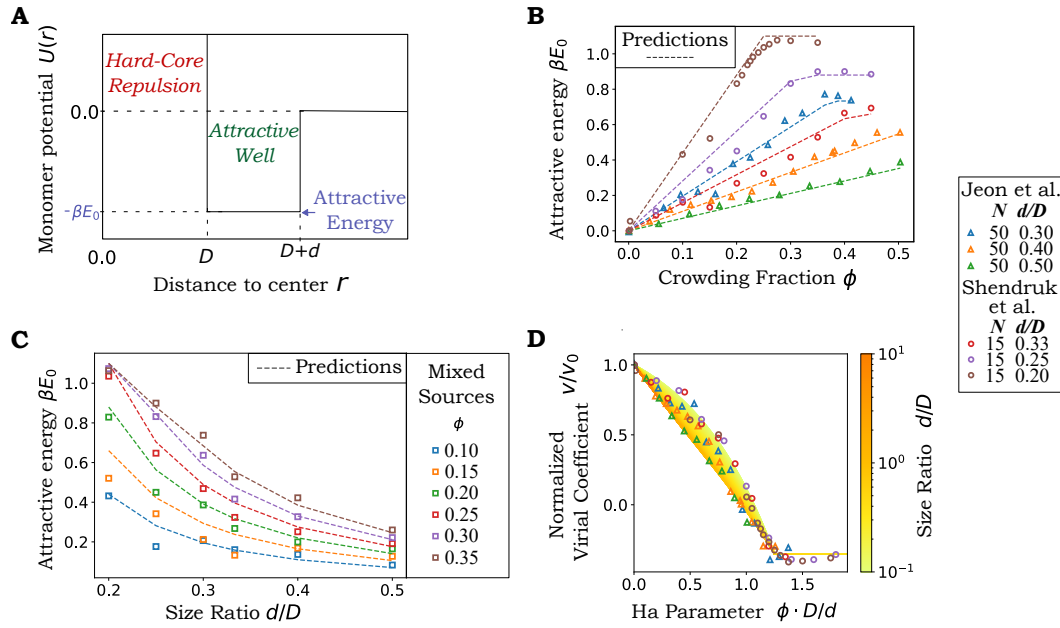 A
Monomer potential U(r)
Hard-Core
Repulsion
Attractive
Well
Attractive
Energy
0.0
-βE0
0.0
D
D+d
Distance to center r
B
Attractive energy βE0
Predictions
1.0
0.8
0.6
0.4
0.2
0.0
0.0 0.1 0.2 0.3 0.4 0.5
Crowding Fraction ϕ
Jeon et al.
N d/D
50 0.30
50 0.40
50 0.50
Shendruk
et al.
N d/D
15 0.33
15 0.25
15 0.20
C
Attractive energy βE0
Predictions
1.0
0.8
0.6
0.4
0.2
0.2 0.3 0.4 0.5
Size Ratio d/D
Mixed
Sources
ϕ
0.10
0.15
0.20
0.25
0.30
0.35
D
Normalized
Virial Coefficient v/v0
1.0
0.5
0.0
0.0 0.5 1.0 1.5
Ha Parameter ϕ · D/d
10^1
10^0
10^−1
Size Ratio d/D